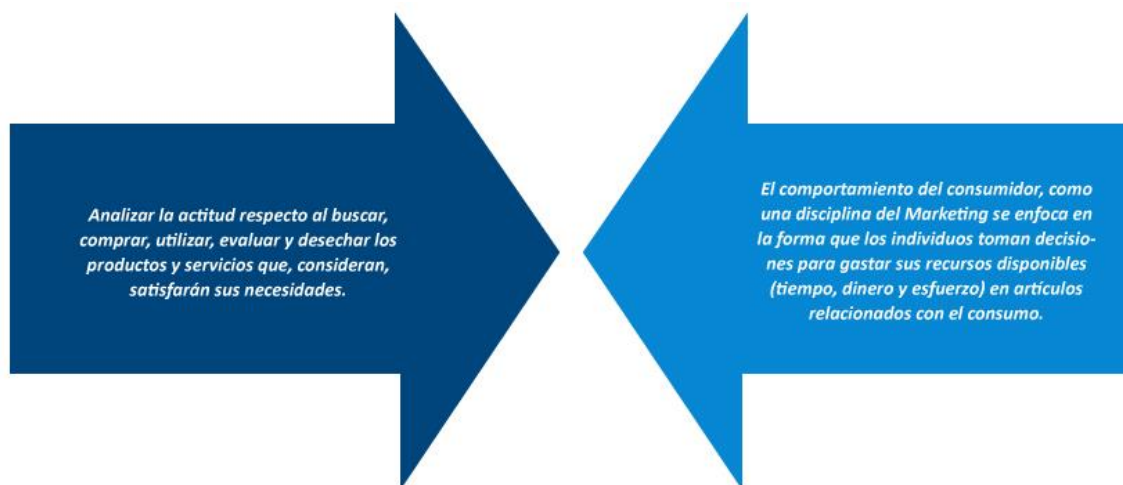 Analizar la actitud respecto al buscar,
comprar, utilizar, evaluar y desechar los
productos y servicios que, consideran,
satisfarán sus necesidades.
El comportamiento del consumidor, como
una disciplina del Marketing se enfoca en
la forma que los individuos toman decisio-
nes para gastar sus recursos disponibles
(tiempo, dinero y esfuerzo) en artículos
relacionados con el consumo.